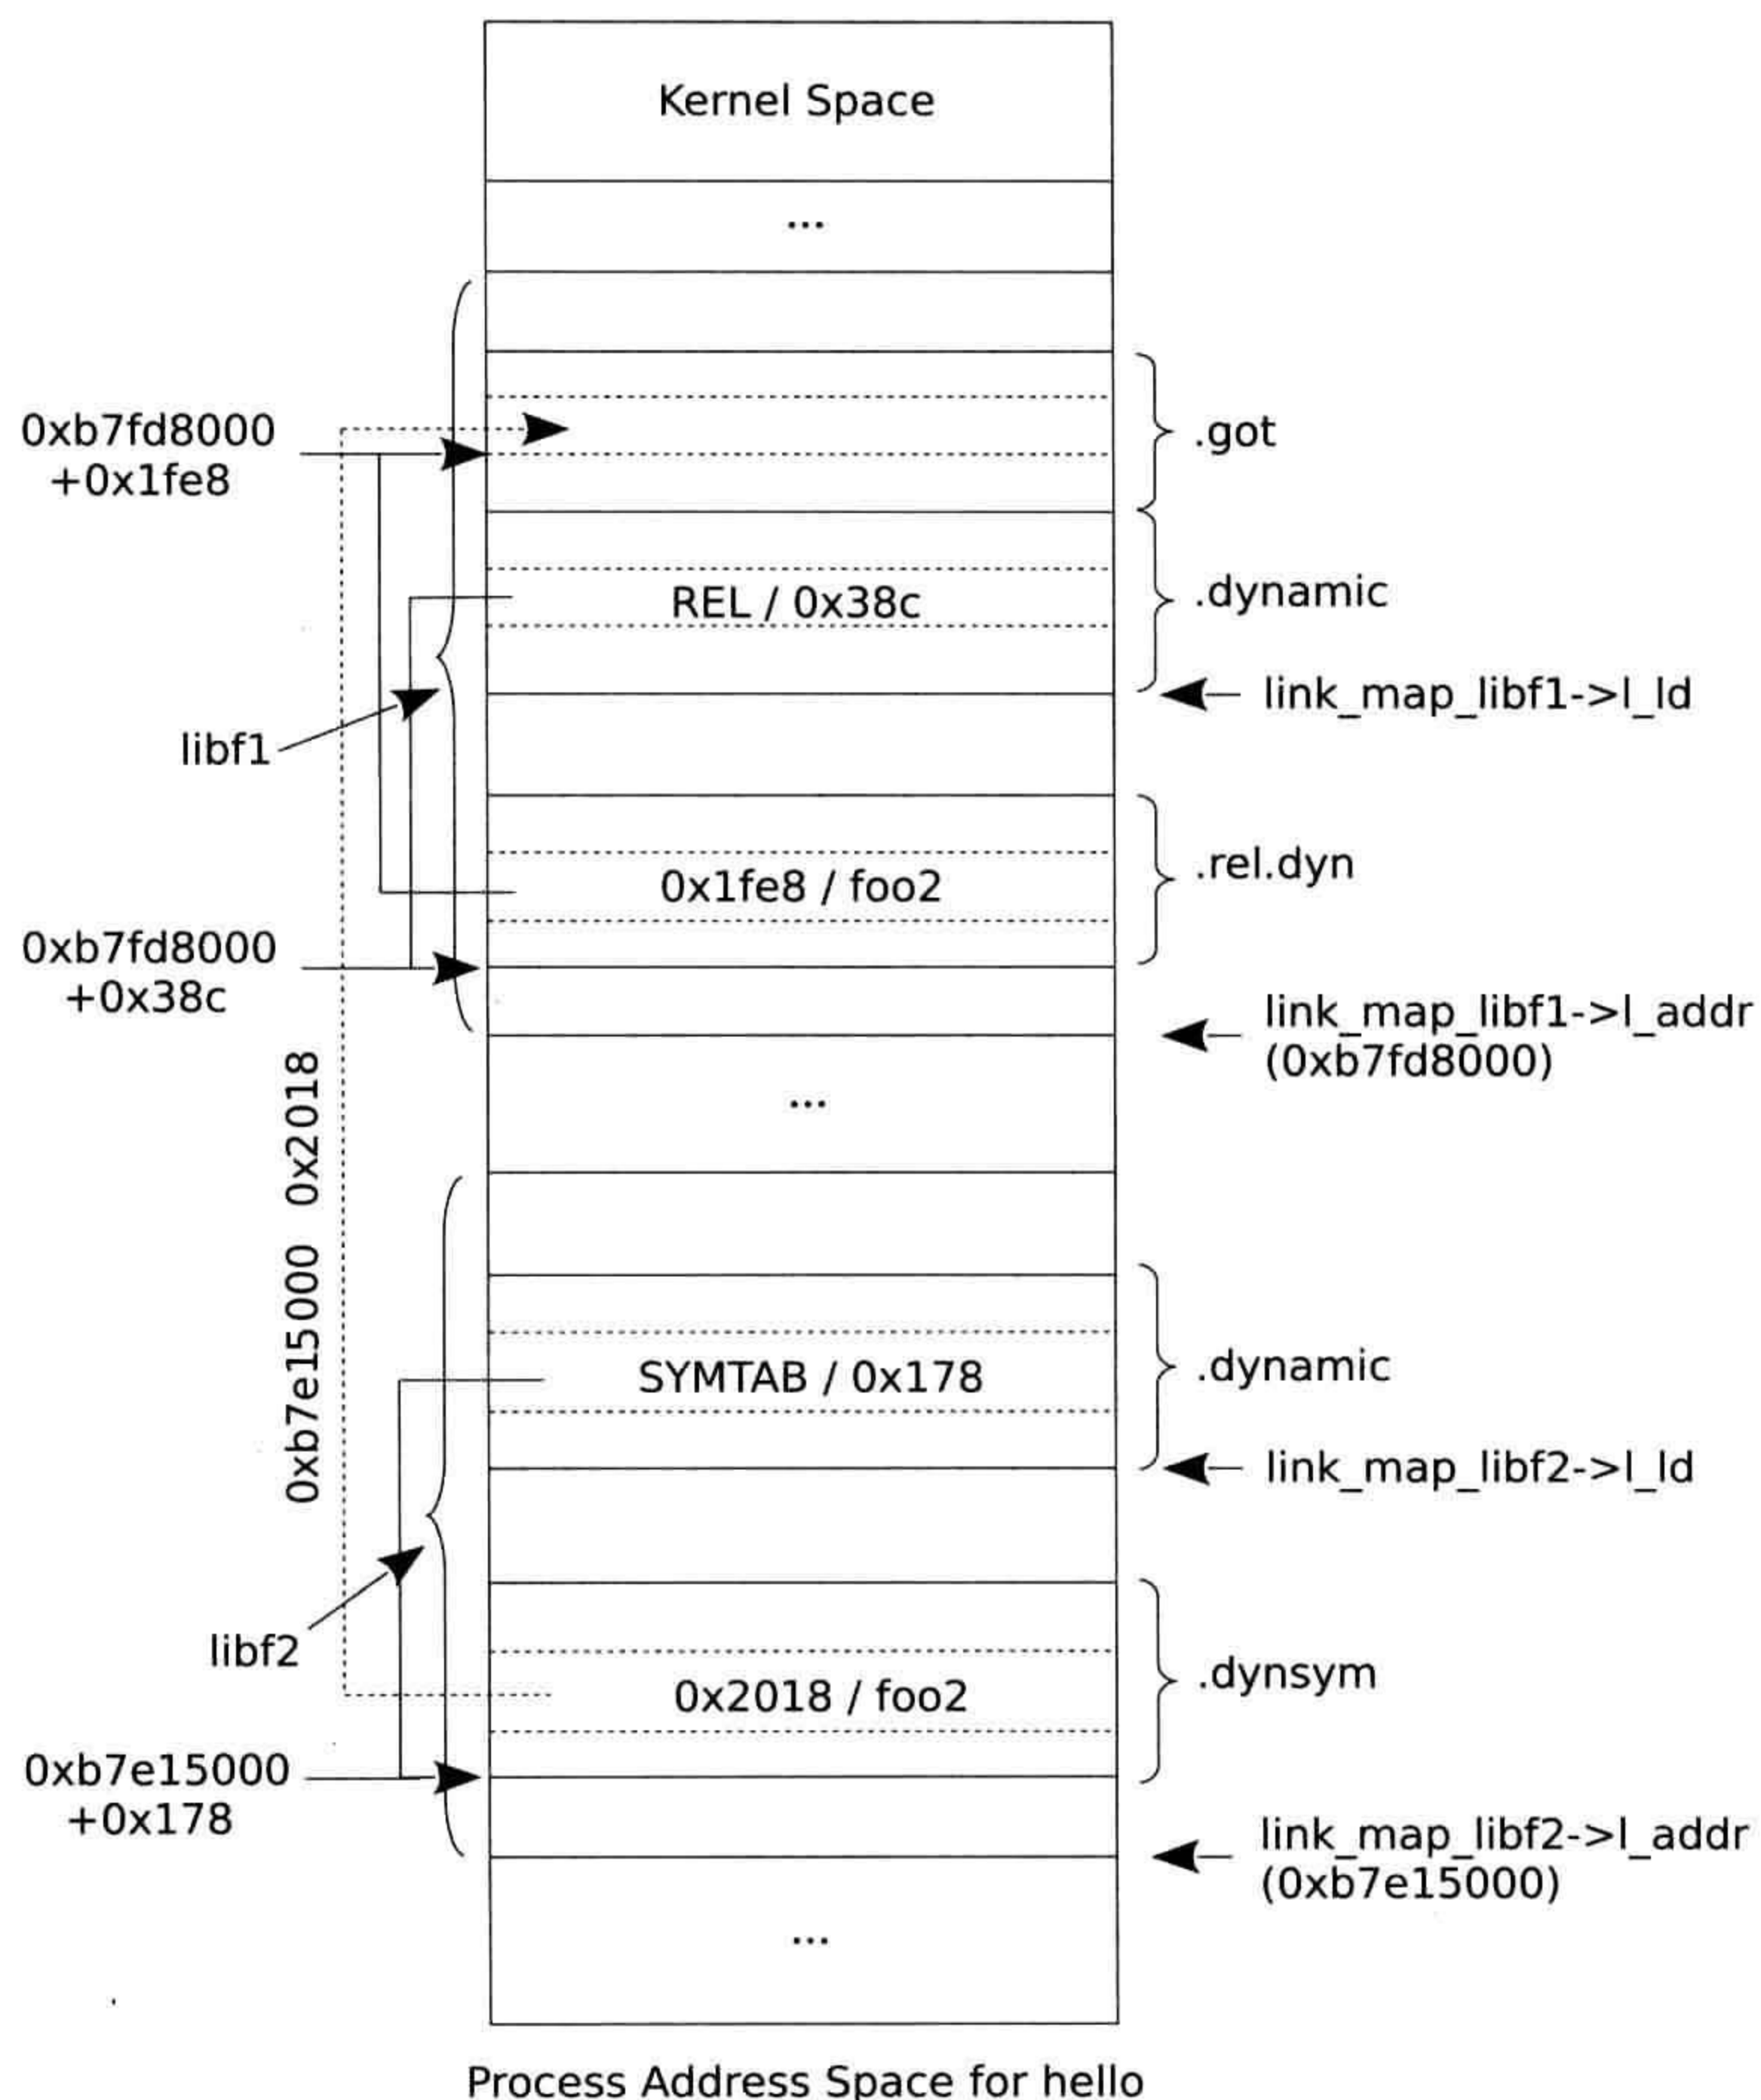 Kernel Space
...
0xb7fd8000
+0x1fe8
.got
REL / 0x38c
.dynamic
link_map_libf1->l_ld
libf1
0x1fe8 / foo2
.rel.dyn
0xb7fd8000
+0x38c
link_map_libf1->l_addr
(0xb7fd8000)
...
0xb7e15000 0x2018
SYMTAB / 0x178
.dynamic
link_map_libf2->l_ld
libf2
0x2018 / foo2
.dynsym
0xb7e15000
+0x178
link_map_libf2->l_addr
(0xb7e15000)
...
Process Address Space for hello